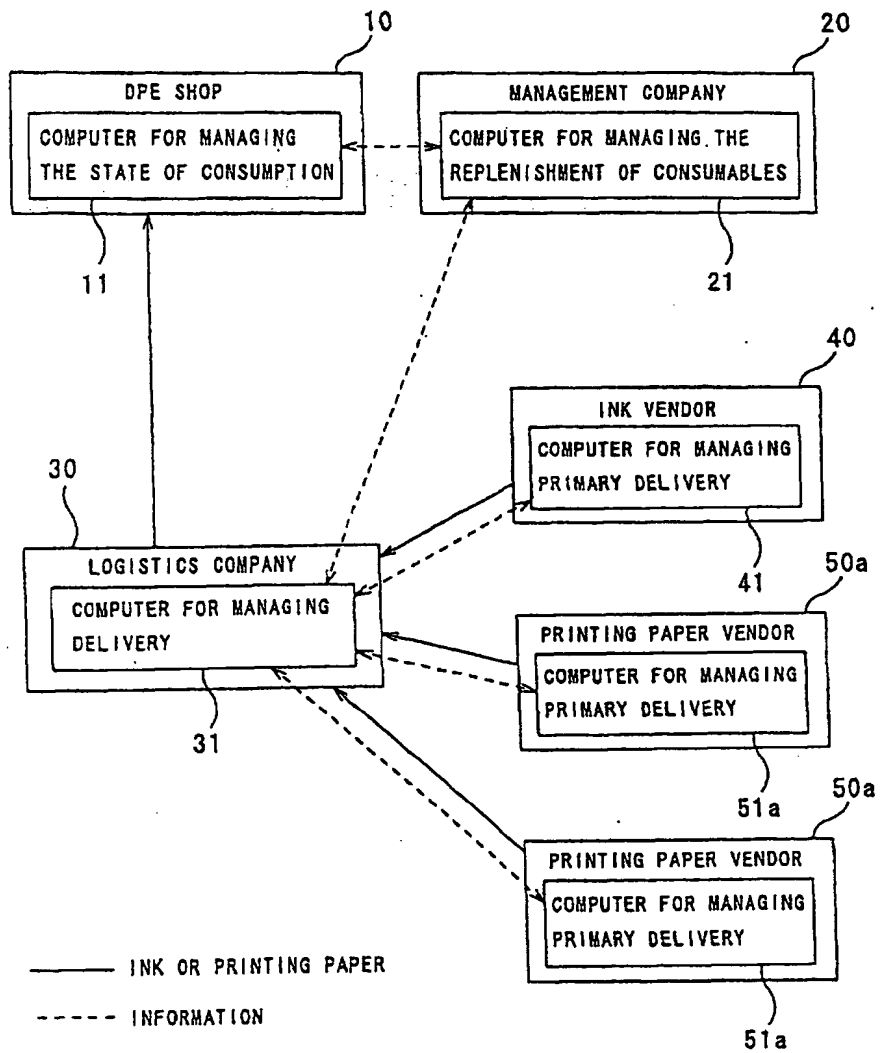 10
20
DPE SHOP
COMPUTER FOR MANAGING
THE STATE OF CONSUMPTION
11
MANAGEMENT COMPANY
COMPUTER FOR MANAGING THE
REPLENISHMENT OF CONSUMABLES
21
40
INK VENDOR
COMPUTER FOR MANAGING
PRIMARY DELIVERY
41
30
LOGISTICS COMPANY
COMPUTER FOR MANAGING
DELIVERY
31
50a
PRINTING PAPER VENDOR
COMPUTER FOR MANAGING
PRIMARY DELIVERY
51a
50a
PRINTING PAPER VENDOR
COMPUTER FOR MANAGING
PRIMARY DELIVERY
51a
INK OR PRINTING PAPER
INFORMATION